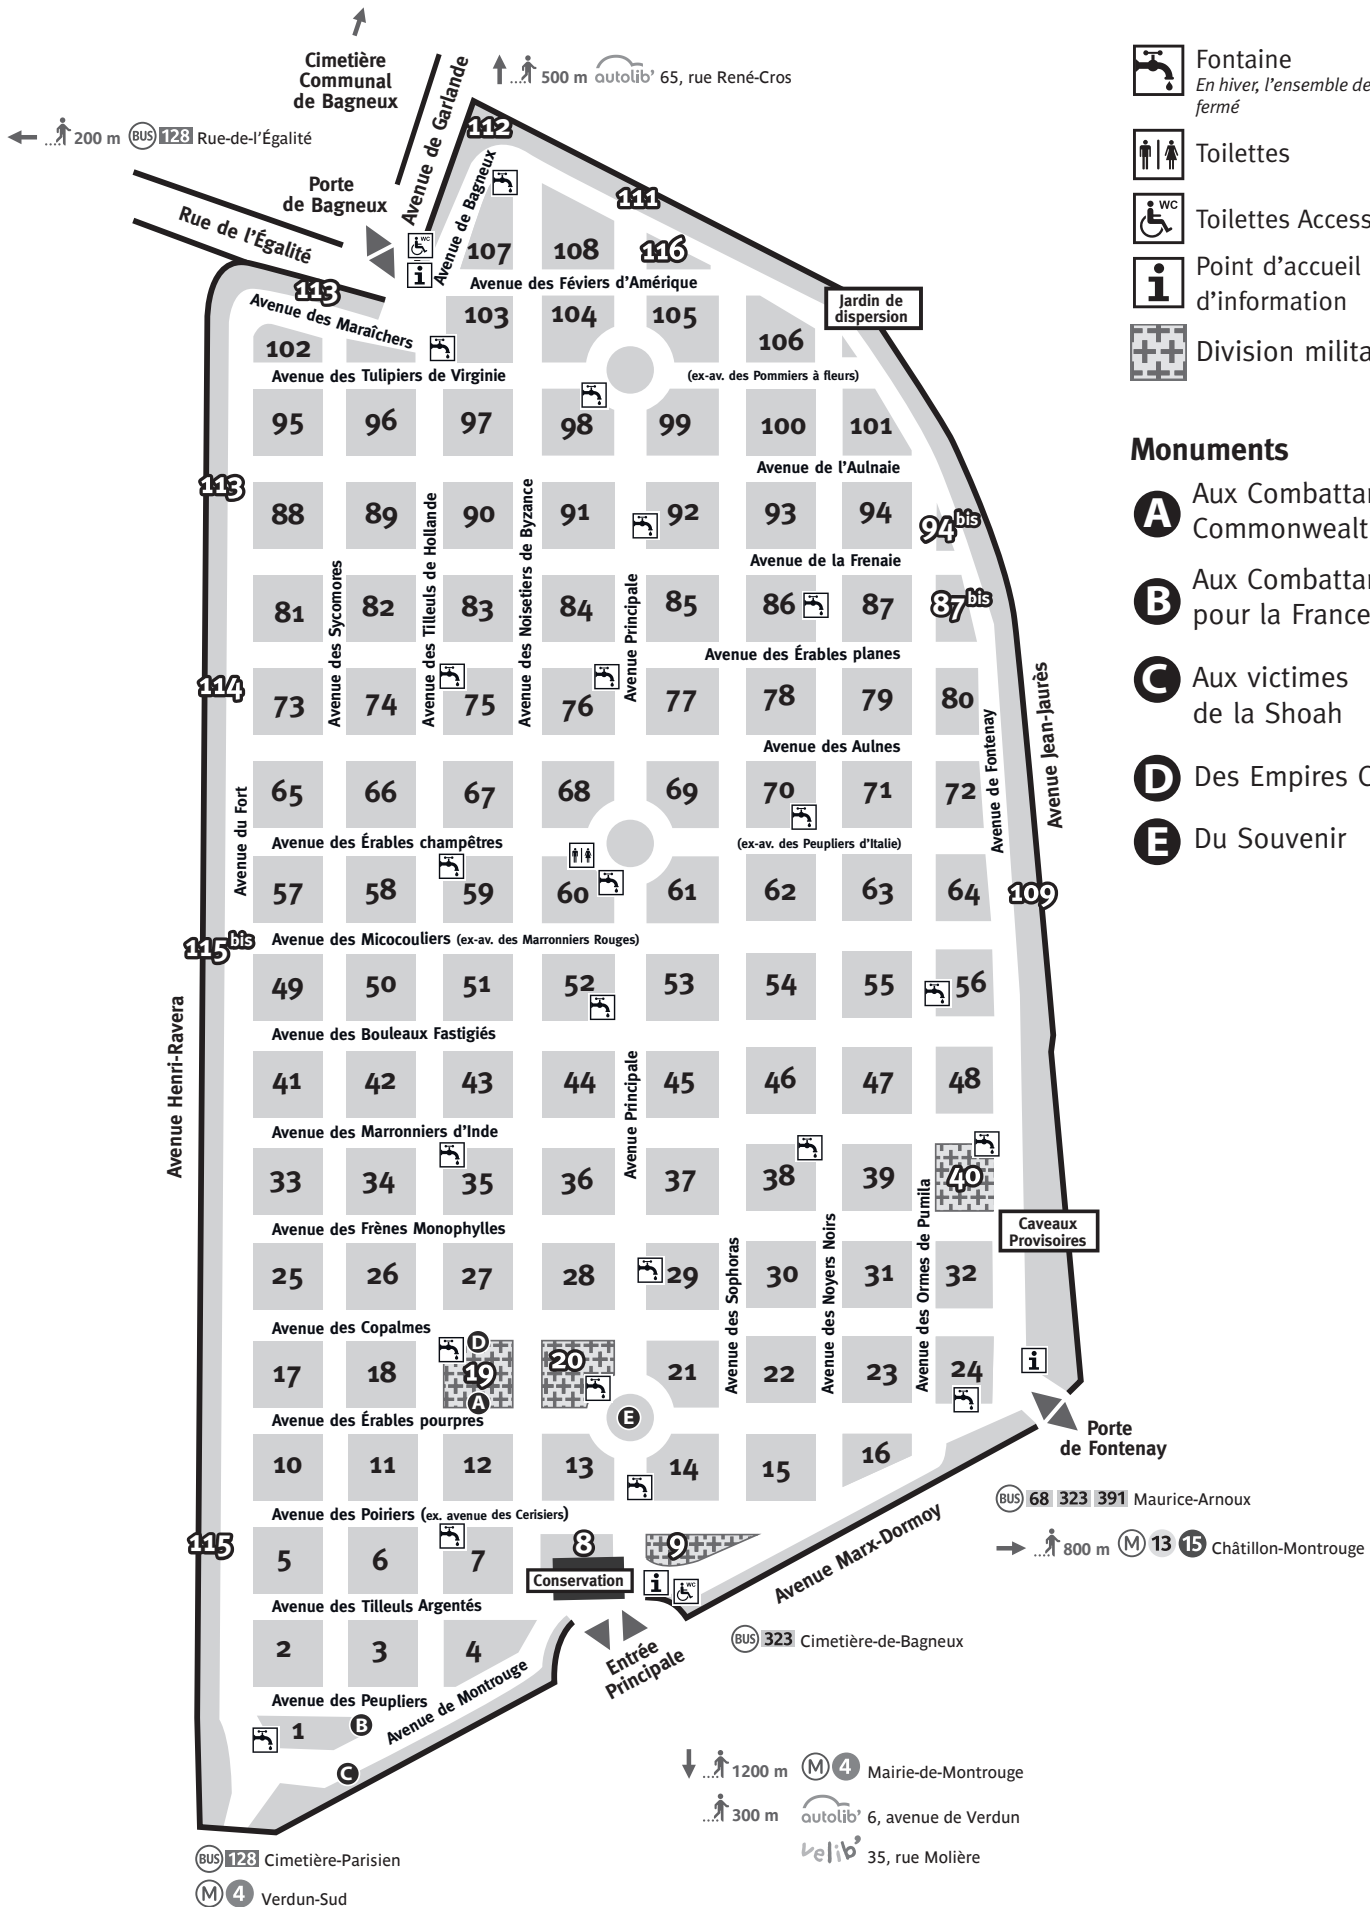 Cimetière
Communal
de Bagneux
500 m autolib' 65, rue René-Cros
200 m BUS 128 Rue-de-l'Égalité
Avenue de Garlande
112
Porte
de Bagneux
Rue de l'Égalité
Avenue de Bagneux
WC
i
111
107
108
116
Avenue des Féviers d'Amérique
113
Avenue des Maraîchers
Jardin de
dispersion
102
103
104
105
106
Avenue des Tulipiers de Virginie
(ex-av. des Pommiers à fleurs)
95
96
97
98
99
100
101
Avenue de l'Aulnaie
113
88
89
90
91
92
93
94
94 bis
Avenue des Sycomores
Avenue des Tilleuls de Hollande
Avenue des Noisetiers de Byzance
Avenue Principale
Avenue de la Frenaie
81
82
83
84
85
86
87
87 bis
Avenue des Érables planes
114
73
74
75
76
77
78
79
80
Avenue des Aulnes
Avenue de Fontenay
Avenue Jean-Jaurès
Avenue du Fort
65
66
67
68
69
70
71
72
Avenue des Érables champêtres
(ex-av. des Peupliers d'Italie)
57
58
59
60
61
62
63
64
109
115 bis
Avenue des Micocouliers (ex-av. des Marronniers Rouges)
49
50
51
52
53
54
55
56
Avenue des Bouleaux Fastigiés
Avenue Henri-Ravera
41
42
43
44
45
46
47
48
Avenue des Marronniers d'Inde
Avenue Principale
33
34
35
36
37
38
39
40
Avenue des Frènes Monophylles
Caveaux
Provisoires
25
26
27
28
29
30
31
32
Avenue des Sophoras
Avenue des Noyers Noirs
Avenue des Ormes de Pumila
Avenue des Copalmes
17
18
D
19
A
20
21
22
23
24
i
Avenue des Érables pourpres
E
Porte
de Fontenay
10
11
12
13
14
15
16
Avenue des Poiriers (ex. avenue des Cerisiers)
BUS 68 323 391 Maurice-Arnoux
800 m M 13 15 Châtillon-Montrouge
115
5
6
7
8
9
Conservation
i
WC
Avenue Marx-Dormoy
Avenue des Tilleuls Argentés
BUS 323 Cimetière-de-Bagneux
2
3
4
Entrée
Principale
Avenue des Peupliers
Avenue de Montrouge
1
B
C
1200 m M 4 Mairie-de-Montrouge
300 m autolib' 6, avenue de Verdun
velib' 35, rue Molière
BUS 128 Cimetière-Parisien
M 4 Verdun-Sud
Fontaine
En hiver, l'ensemble de
fermé
Toilettes
WC
Toilettes Access
i
Point d'accueil
d'information
Division milita
Monuments
A
Aux Combattan
Commonwealt
B
Aux Combattan
pour la France
C
Aux victimes
de la Shoah
D
Des Empires C
E
Du Souvenir